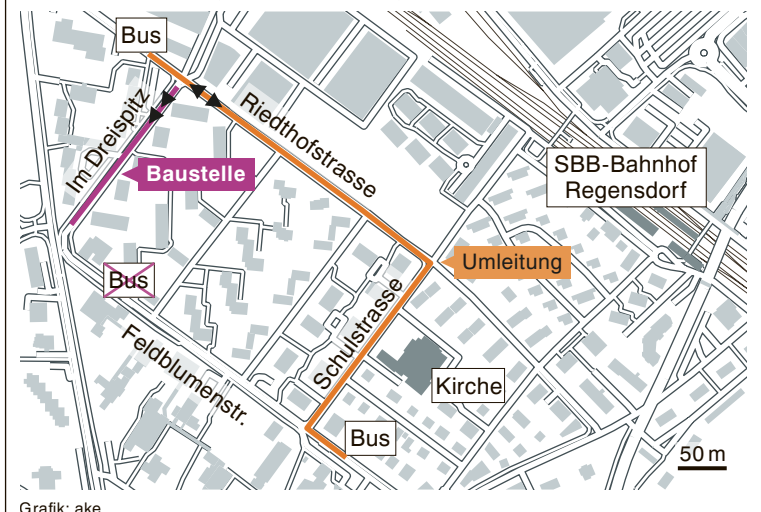 Bus
Im Dreispitz
Riedthofstrasse
Baustelle
SBB-Bahnhof
Regensdorf
Umleitung
Bus
Schulstrasse
Feldblumenstr.
Kirche
Bus
50 m
Grafik: ake